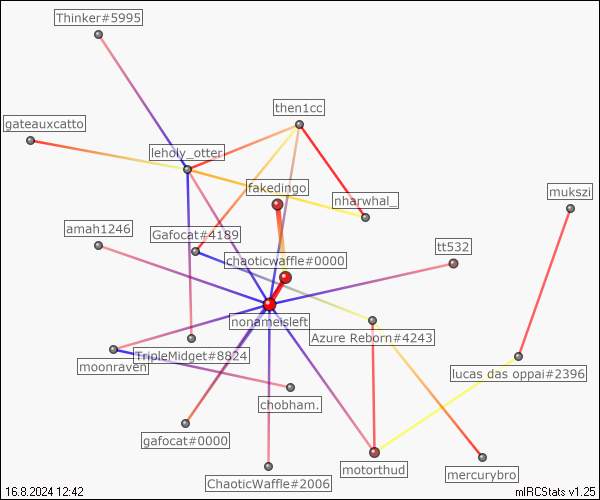 Thinker#5995
then1cc
gateauxcatto
leholy_otter
fakedingo
mukszi
nharwhal_
amah1246
Gafocat#4189
tt532
chaoticwaffle#0000
nonameisleft
Azure Reborn#4243
TripleMidget#8824
moonraven
lucas das oppai#2396
chobham.
gafocat#0000
motorthud
mercurybro
ChaoticWaffle#2006
16.8.2024 12:42
mIRCStats v1.25